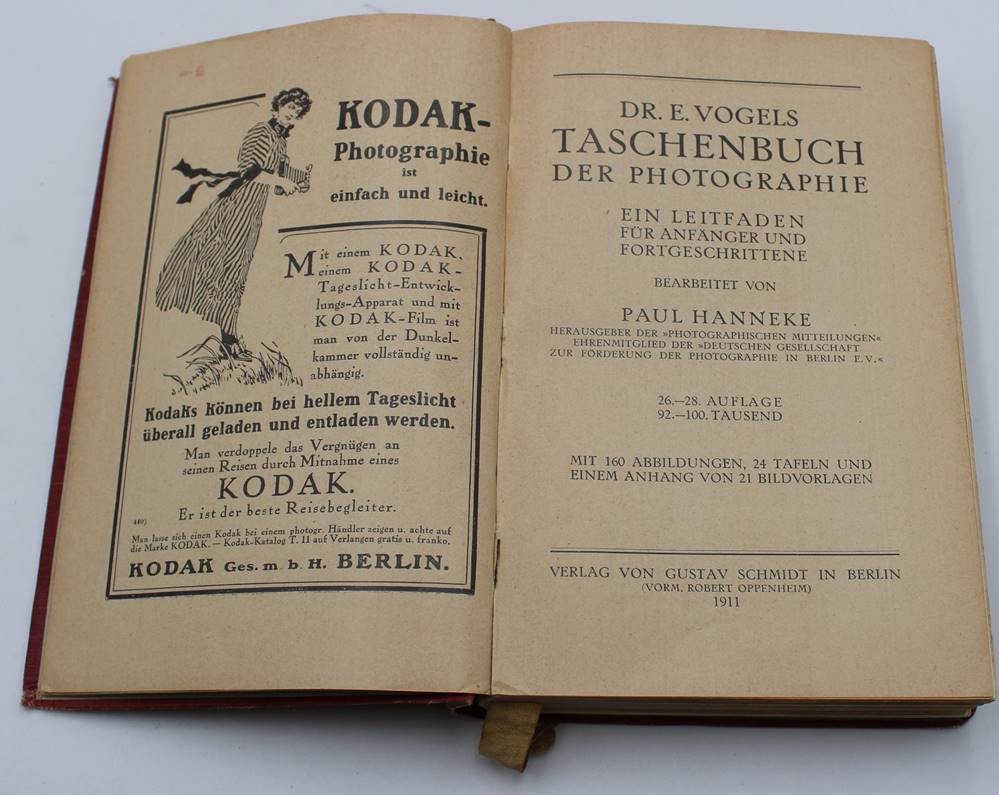 KODAK-
Photographie
ist
einfach und leicht.
Mit einem KODAK,
einem KODAK-
Tageslicht-Entwick-
lungs-Apparat und mit
KODAK-Film ist
man von der Dunkel-
kammer vollständig un-
abhängig.
Kodaks können bei hellem Tageslicht
überall geladen und entladen werden.
Man verdoppele das Vergnügen an
seinen Reisen durch Mitnahme eines
KODAK.
Er ist der beste Reisebegleiter.
440)
Man lasse sich einen Kodak bei einem photogr. Händler zeigen u. achte auf
die Marke KODAK. — Kodak-Katalog T. 11 auf Verlangen gratis u. franko.
KODAK Ges. m. b. H. BERLIN.
DR. E. VOGELS
TASCHENBUCH
DER PHOTOGRAPHIE
EIN LEITFADEN
FÜR ANFÄNGER UND
FORTGESCHRITTENE
BEARBEITET VON
PAUL HANNEKE
HERAUSGEBER DER »PHOTOGRAPHISCHEN MITTEILUNGEN«
EHRENMITGLIED DER »DEUTSCHEN GESELLSCHAFT
ZUR FÖRDERUNG DER PHOTOGRAPHIE IN BERLIN E.V.«
26.—28. AUFLAGE
92.—100. TAUSEND
MIT 160 ABBILDUNGEN, 24 TAFELN UND
EINEM ANHANG VON 21 BILDVORLAGEN
VERLAG VON GUSTAV SCHMIDT IN BERLIN
(VORM. ROBERT OPPENHEIM)
1911